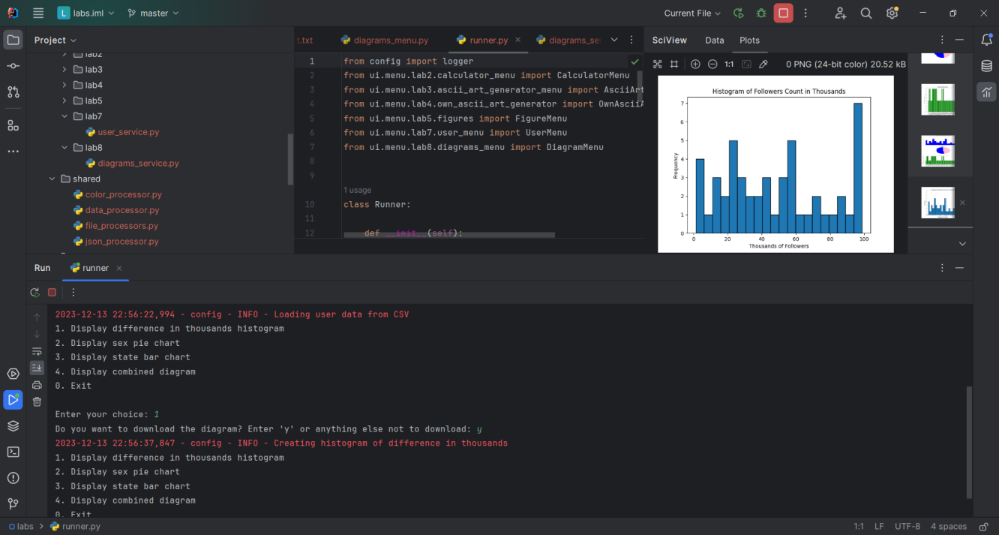 L labs.iml
master
Current File
Project
lab2
lab3
lab4
lab5
lab7
user_service.py
lab8
diagrams_service.py
shared
color_processor.py
data_processor.py
file_processors.py
json_processor.py
t.txt
diagrams_menu.py
runner.py
diagrams_se
1 from config import logger
2 from ui.menu.lab2.calculator_menu import CalculatorMenu
3 from ui.menu.lab3.ascii_art_generator_menu import AsciiArt
4 from ui.menu.lab4.own_ascii_art_generator import OwnAsciiA
5 from ui.menu.lab5.figures import FigureMenu
6 from ui.menu.lab7.user_menu import UserMenu
7 from ui.menu.lab8.diagrams_menu import DiagramMenu
8
9
1 usage
10 class Runner:
11
12 def __init__(self):
SciView
Data
Plots
1:1
0 PNG (24-bit color) 20.52 kB
Histogram of Followers Count in Thousands
Frequency
7
6
5
4
3
2
1
0
0 20 40 60 80 100
Thousands of Followers
Run
runner
2023-12-13 22:56:22,994 - config - INFO - Loading user data from CSV
1. Display difference in thousands histogram
2. Display sex pie chart
3. Display state bar chart
4. Display combined diagram
0. Exit
Enter your choice: 1
Do you want to download the diagram? Enter 'y' or anything else not to download: y
2023-12-13 22:56:37,847 - config - INFO - Creating histogram of difference in thousands
1. Display difference in thousands histogram
2. Display sex pie chart
3. Display state bar chart
4. Display combined diagram
0. Exit
labs
runner.py
1:1 LF UTF-8 4 spaces